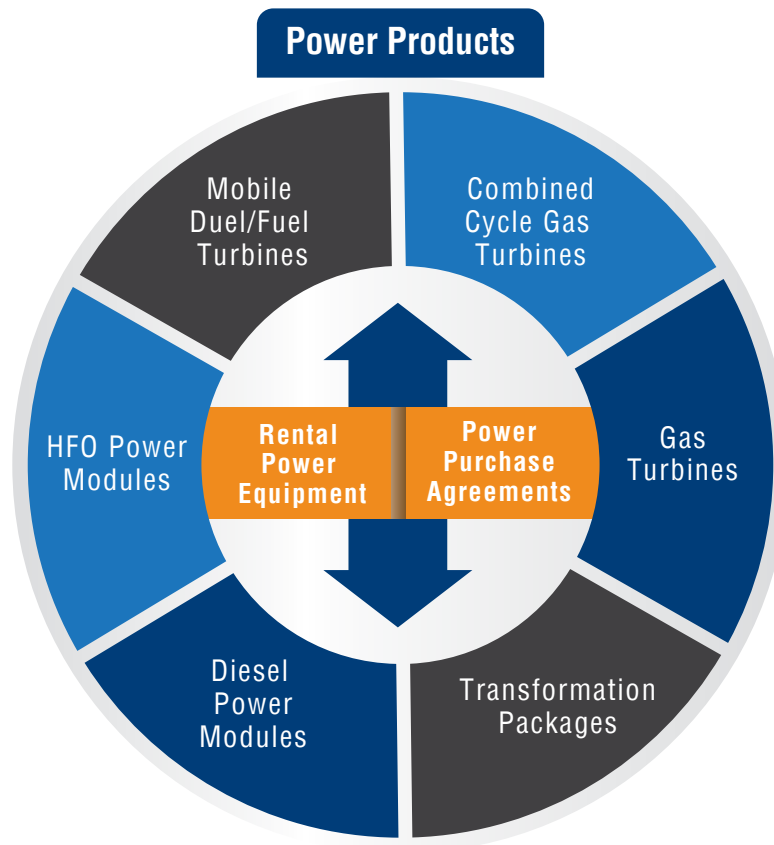 Power Products
Mobile
Duel/Fuel
Turbines
Combined
Cycle Gas
Turbines
HFO Power
Modules
Rental
Power
Equipment
Power
Purchase
Agreements
Gas
Turbines
Diesel
Power
Modules
Transformation
Packages